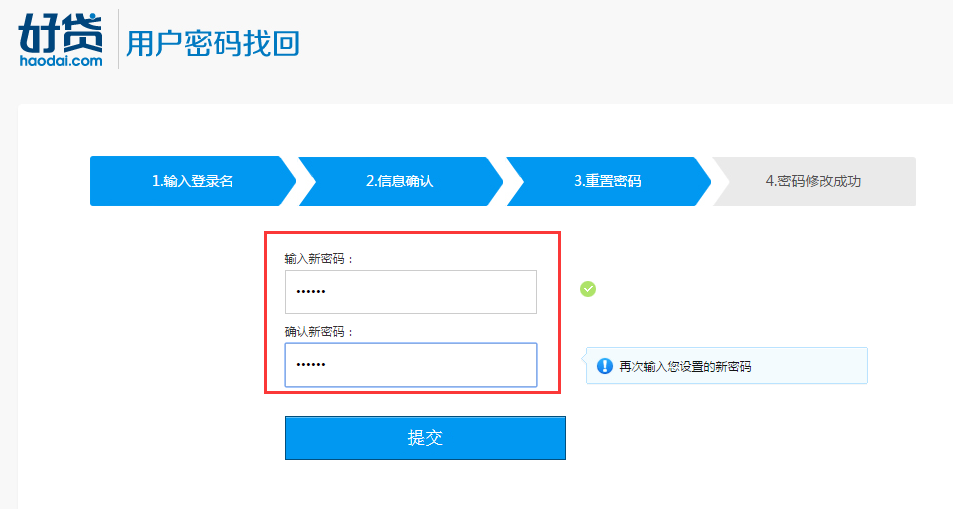 好贷
haodai.com
用户密码找回
1.输入登录名
2.信息确认
3.重置密码
4.密码修改成功
输入新密码：
••••••
确认新密码：
••••••
再次输入您设置的新密码
提交